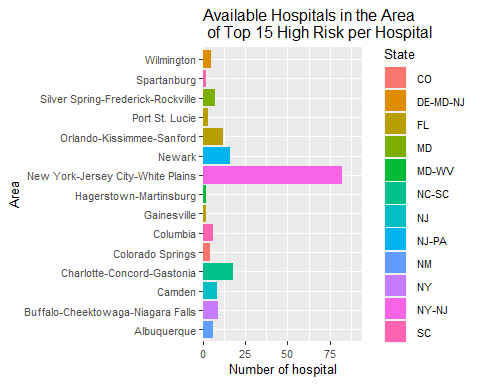 Available Hospitals in the Area
of Top 15 High Risk per Hospital
State
CO
DE-MD-NJ
FL
MD
MD-WV
NC-SC
NJ
NJ-PA
NM
NY
NY-NJ
SC
Area
Wilmington
Spartanburg
Silver Spring-Frederick-Rockville
Port St. Lucie
Orlando-Kissimmee-Sanford
Newark
New York-Jersey City-White Plains
Hagerstown-Martinsburg
Gainesville
Columbia
Colorado Springs
Charlotte-Concord-Gastonia
Camden
Buffalo-Cheektowaga-Niagara Falls
Albuquerque
0 25 50 75
Number of hospital